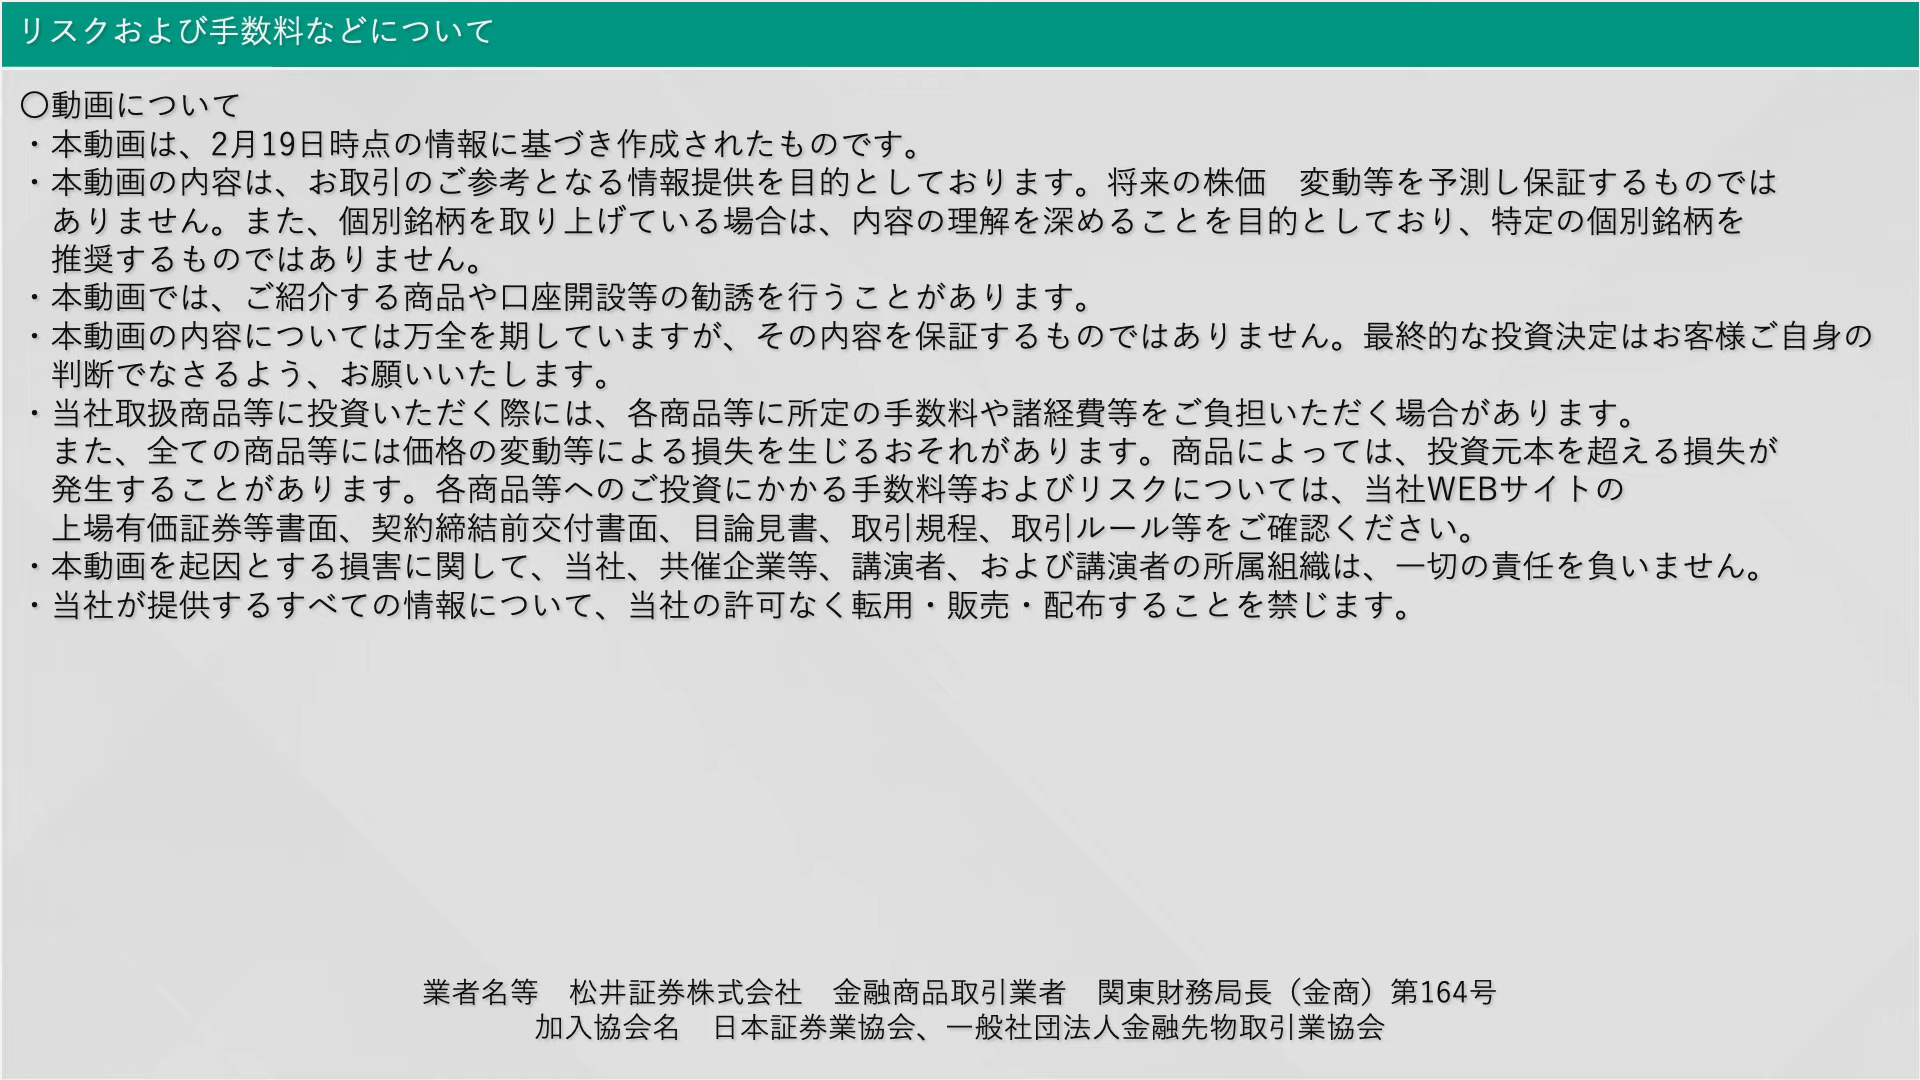 リスクおよび手数料などについて
〇動画について
・本動画は、2月19日時点の情報に基づき作成されたものです。
・本動画の内容は、お取引のご参考となる情報提供を目的としております。将来の株価　変動等を予測し保証するものでは
ありません。また、個別銘柄を取り上げている場合は、内容の理解を深めることを目的としており、特定の個別銘柄を
推奨するものではありません。
・本動画では、ご紹介する商品や口座開設等の勧誘を行うことがあります。
・本動画の内容については万全を期していますが、その内容を保証するものではありません。最終的な投資決定はお客様ご自身の
判断でなさるよう、お願いいたします。
・当社取扱商品等に投資いただく際には、各商品等に所定の手数料や諸経費等をご負担いただく場合があります。
また、全ての商品等には価格の変動等による損失を生じるおそれがあります。商品によっては、投資元本を超える損失が
発生することがあります。各商品等へのご投資にかかる手数料等およびリスクについては、当社WEBサイトの
上場有価証券等書面、契約締結前交付書面、目論見書、取引規程、取引ルール等をご確認ください。
・本動画を起因とする損害に関して、当社、共催企業等、講演者、および講演者の所属組織は、一切の責任を負いません。
・当社が提供するすべての情報について、当社の許可なく転用・販売・配布することを禁じます。
業者名等　松井証券株式会社　金融商品取引業者　関東財務局長（金商）第164号
加入協会名　日本証券業協会、一般社団法人金融先物取引業協会